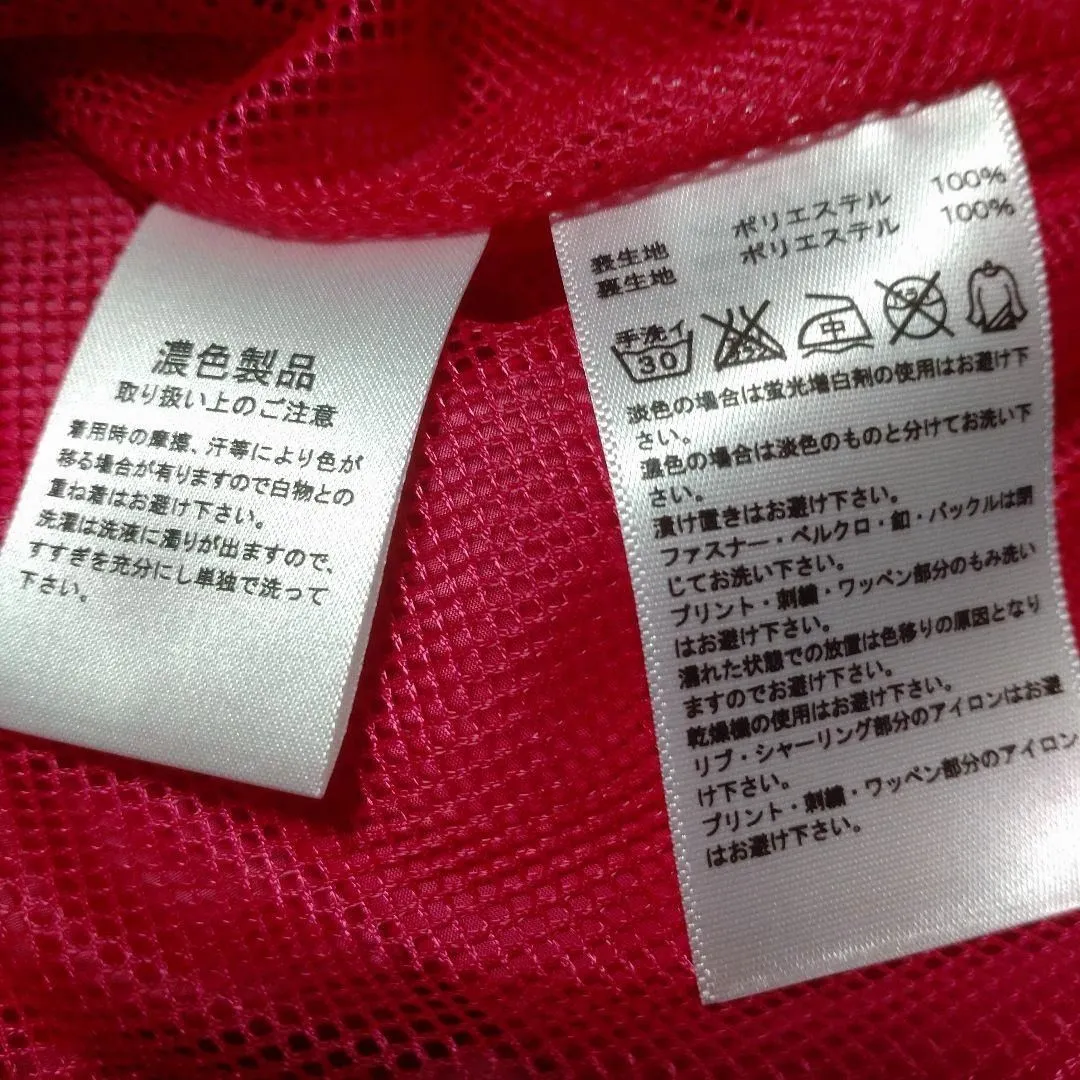 濃色製品
取り扱い上のご注意
着用時の摩擦、汗等により色が
移る場合が有りますので白物との
重ね着はお避け下さい。
洗濯は洗液に濁りが出ますので、
すすぎを充分にし単独で洗って
下さい。
表生地 ポリエステル 100%
裏生地 ポリエステル 100%
手洗イ
30
中
淡色の場合は蛍光増白剤の使用はお避け下
さい。
濃色の場合は淡色のものと分けてお洗い下
さい。
漬け置きはお避け下さい。
ファスナー・ベルクロ・釦・バックルは閉
じてお洗い下さい。
プリント・刺繍・ワッペン部分のもみ洗い
はお避け下さい。
濡れた状態での放置は色移りの原因となり
ますのでお避け下さい。
乾燥機の使用はお避け下さい。
リブ・シャーリング部分のアイロンはお避
け下さい。
プリント・刺繍・ワッペン部分のアイロン
はお避け下さい。